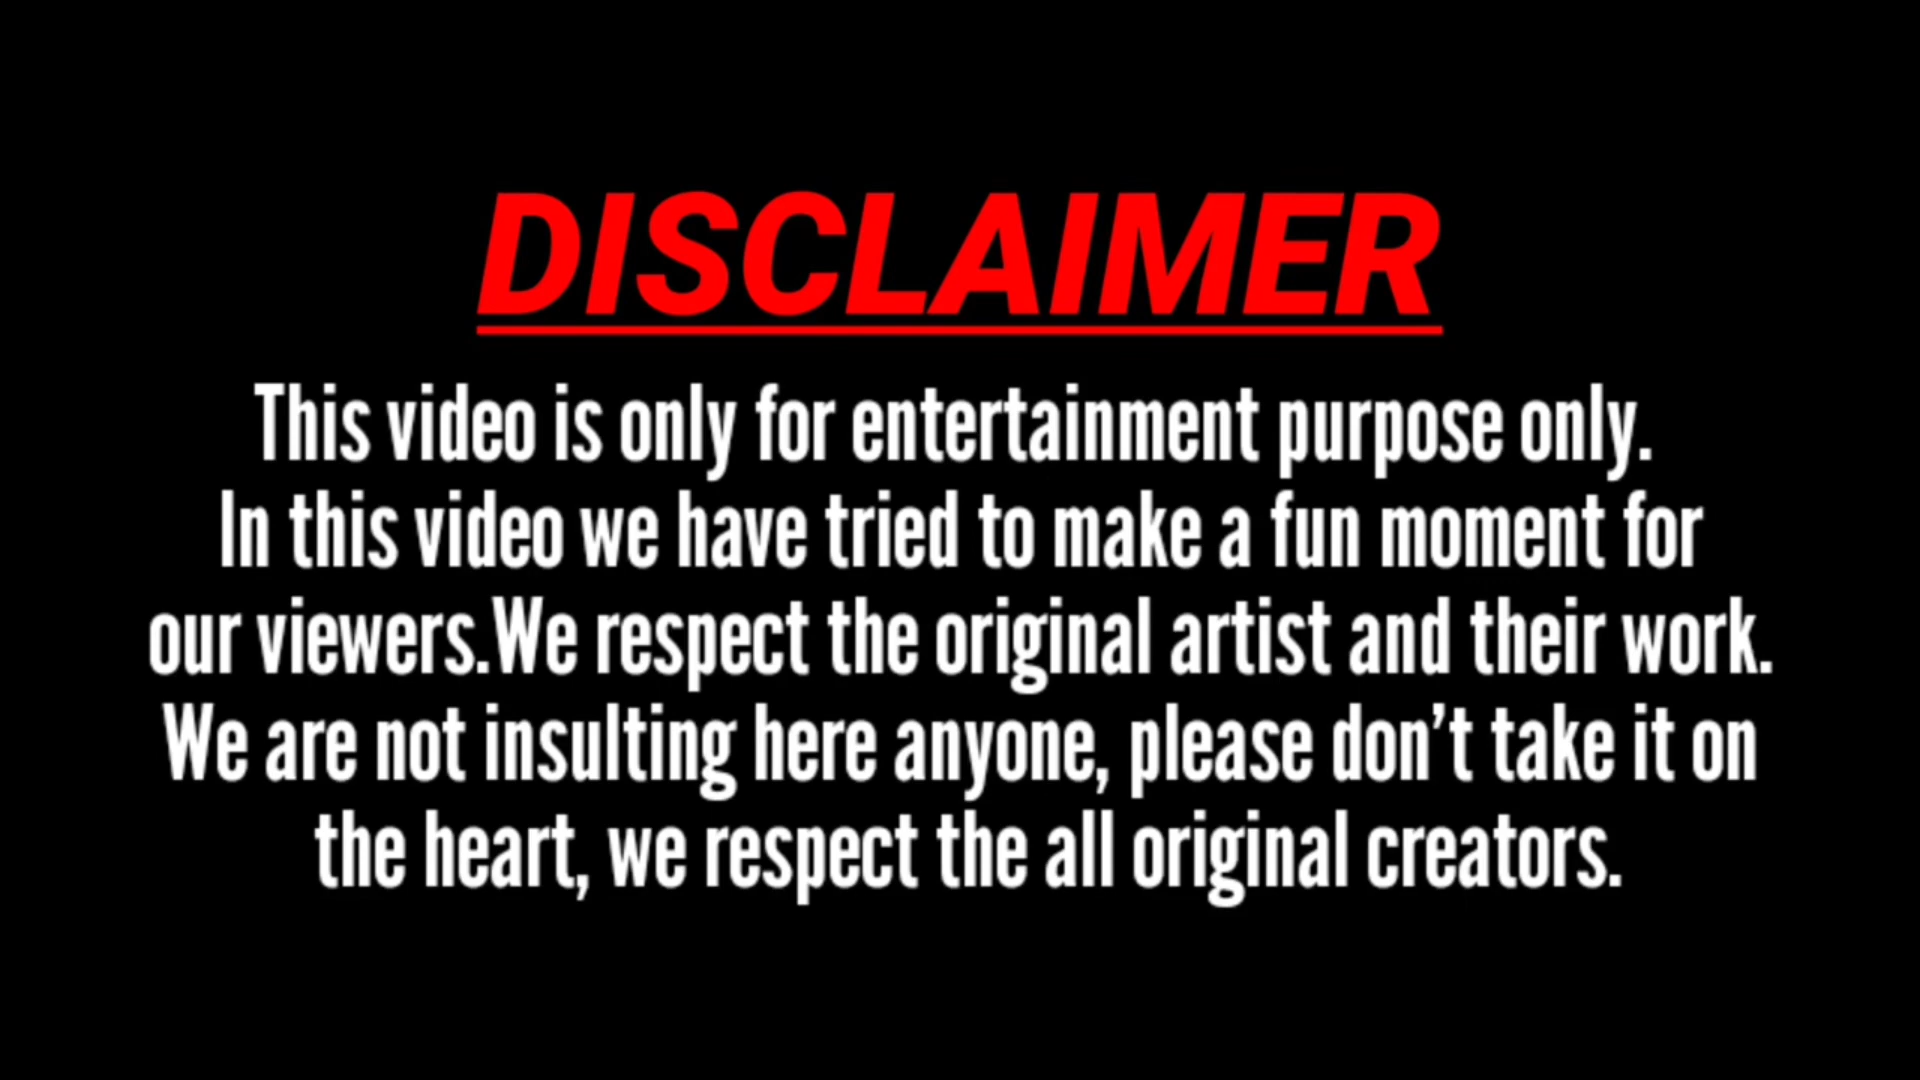 DISCLAIMER
This video is only for entertainment purpose only.
In this video we have tried to make a fun moment for
our viewers.We respect the original artist and their work.
We are not insulting here anyone, please don’t take it on
the heart, we respect the all original creators.